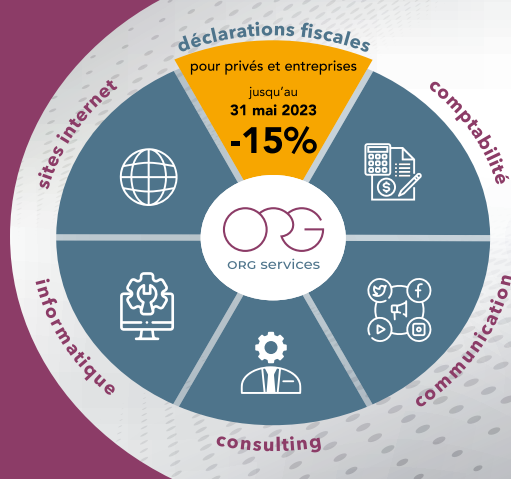 déclarations fiscales
pour privés et entreprises
jusqu'au
31 mai 2023
-15%
sites internet
comptabilité
ORG
ORG services
informatique
communication
consulting